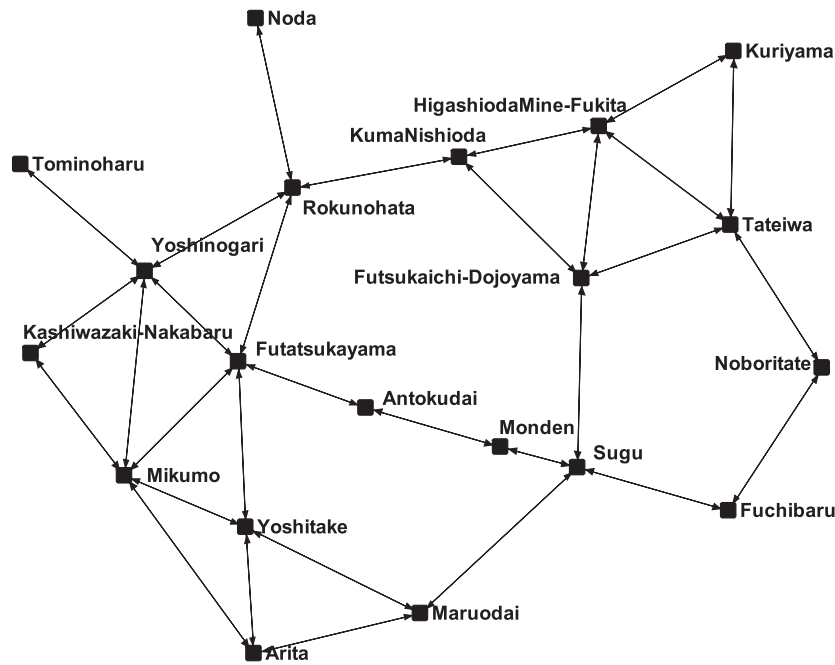 Noda
Kuriyama
HigashiodaMine-Fukita
KumaNishioda
Tominoharu
Rokunohata
Tateiwa
Yoshinogari
Futsukaichi-Dojoyama
Kashiwazaki-Nakabaru
Futatsukayama
Noboritate
Antokudai
Monden
Sugu
Mikumo
Fuchibaru
Yoshitake
Maruodai
Arita